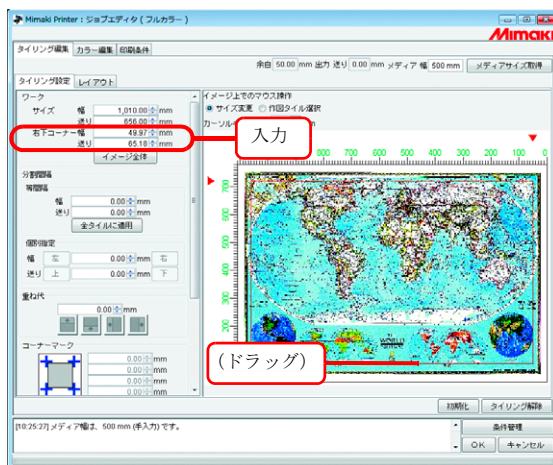 Mimaki Printer : ジョブエディタ ( フルカラー )
Mimaki
タイリング編集 カラー編集 印刷条件
余白 50.00 mm 出力 送り 0.00 mm メディア 幅 500 mm メディアサイズ取得
タイリング設定 レイアウト
ワーク
サイズ 幅 1,010.00 mm
送り 656.00 mm
右下コーナー幅 49.97 mm
送り 65.18 mm
イメージ全体
分割間隔
等間隔
幅 0.00 mm
送り 0.00 mm
全タイルに適用
個別指定
幅 左 0.00 mm 右
送り 上 0.00 mm 下
重ね代
0.00 mm
コーナーマーク
0.00 mm
0.00 mm
0.00 mm
0.00 mm
イメージ上でのマウス操作
サイズ変更 作図タイル選択
入力
800 700 600 500 400 300 200 100 0
700
600
500
400
300
200
WORLD
(ドラッグ)
初期化 タイリング解除
[10:25:27] メディア幅は、500 mm (手入力) です。
条件管理
OK キャンセル